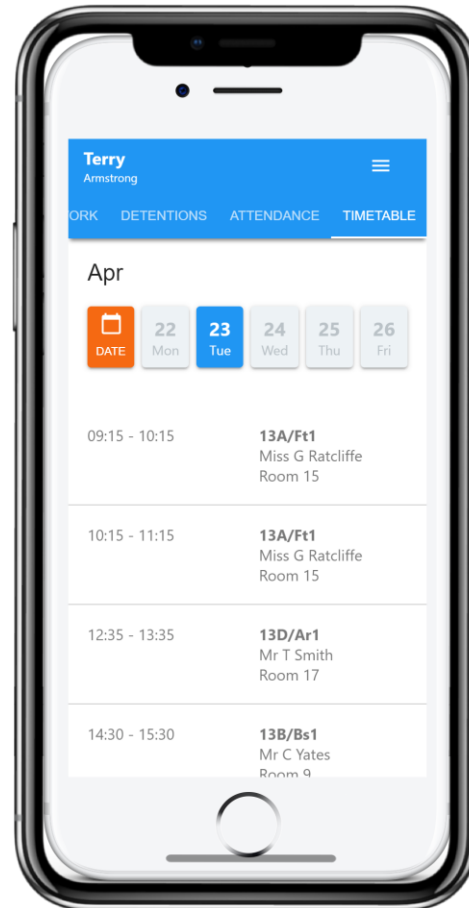 Terry
Armstrong
ORK DETENTIONS ATTENDANCE TIMETABLE
Apr
DATE
22 Mon
23 Tue
24 Wed
25 Thu
26 Fri
09:15 - 10:15
13A/Ft1
Miss G Ratcliffe
Room 15
10:15 - 11:15
13A/Ft1
Miss G Ratcliffe
Room 15
12:35 - 13:35
13D/Ar1
Mr T Smith
Room 17
14:30 - 15:30
13B/Bs1
Mr C Yates
Room 9